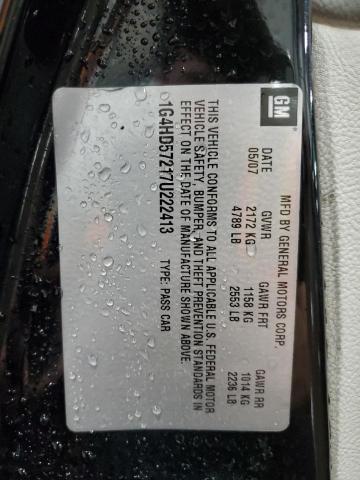 GM
MFD BY GENERAL MOTORS CORP.
DATE GVWR GAWR FRT GAWR RR
05/07 2172 KG 1158 KG 1014 KG
4789 LB 2553 LB 2236 LB
THIS VEHICLE CONFORMS TO ALL APPLICABLE U.S. FEDERAL MOTOR
VEHICLE SAFETY, BUMPER, AND THEFT PREVENTION STANDARDS IN
EFFECT ON THE DATE OF MANUFACTURE SHOWN ABOVE.
1G4HD57217U222413 TYPE: PASS CAR